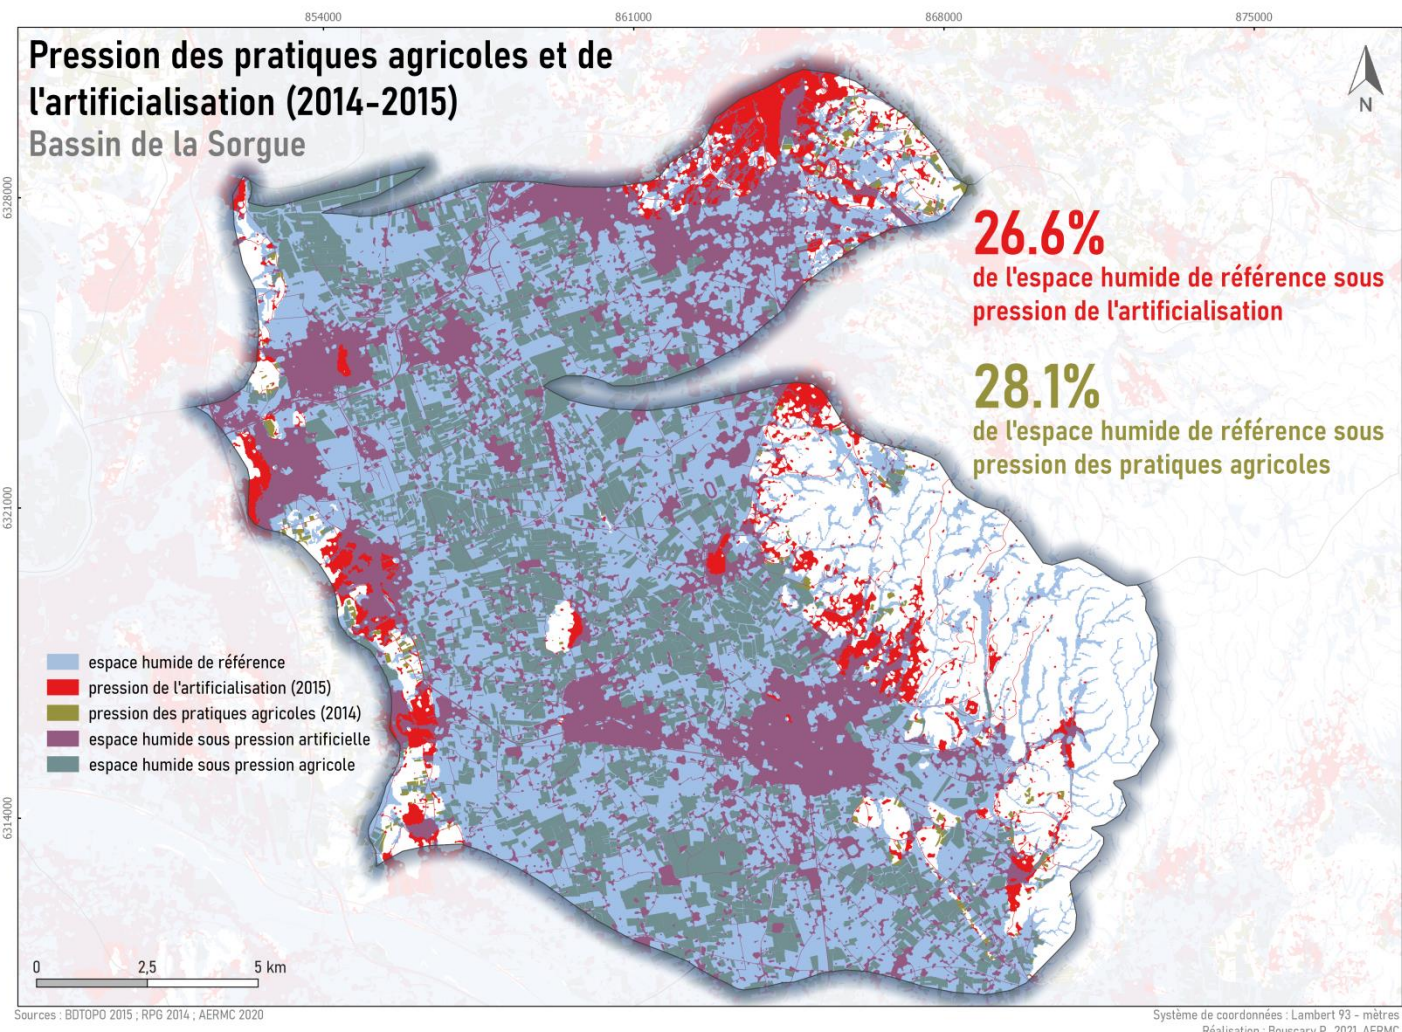 854000
861000
868000
875000
Pression des pratiques agricoles et de
l'artificialisation (2014-2015)
Bassin de la Sorgue
N
6328000
6321000
6314000
26.6%
de l'espace humide de référence sous
pression de l'artificialisation
28.1%
de l'espace humide de référence sous
pression des pratiques agricoles
espace humide de référence
pression de l'artificialisation (2015)
pression des pratiques agricoles (2014)
espace humide sous pression artificielle
espace humide sous pression agricole
0 2,5 5 km
Sources : BDTOPO 2015 ; RPG 2014 ; AERMC 2020
Système de coordonnées : Lambert 93 - mètres
Réalisation : Bouscary P., 2021, AERMC